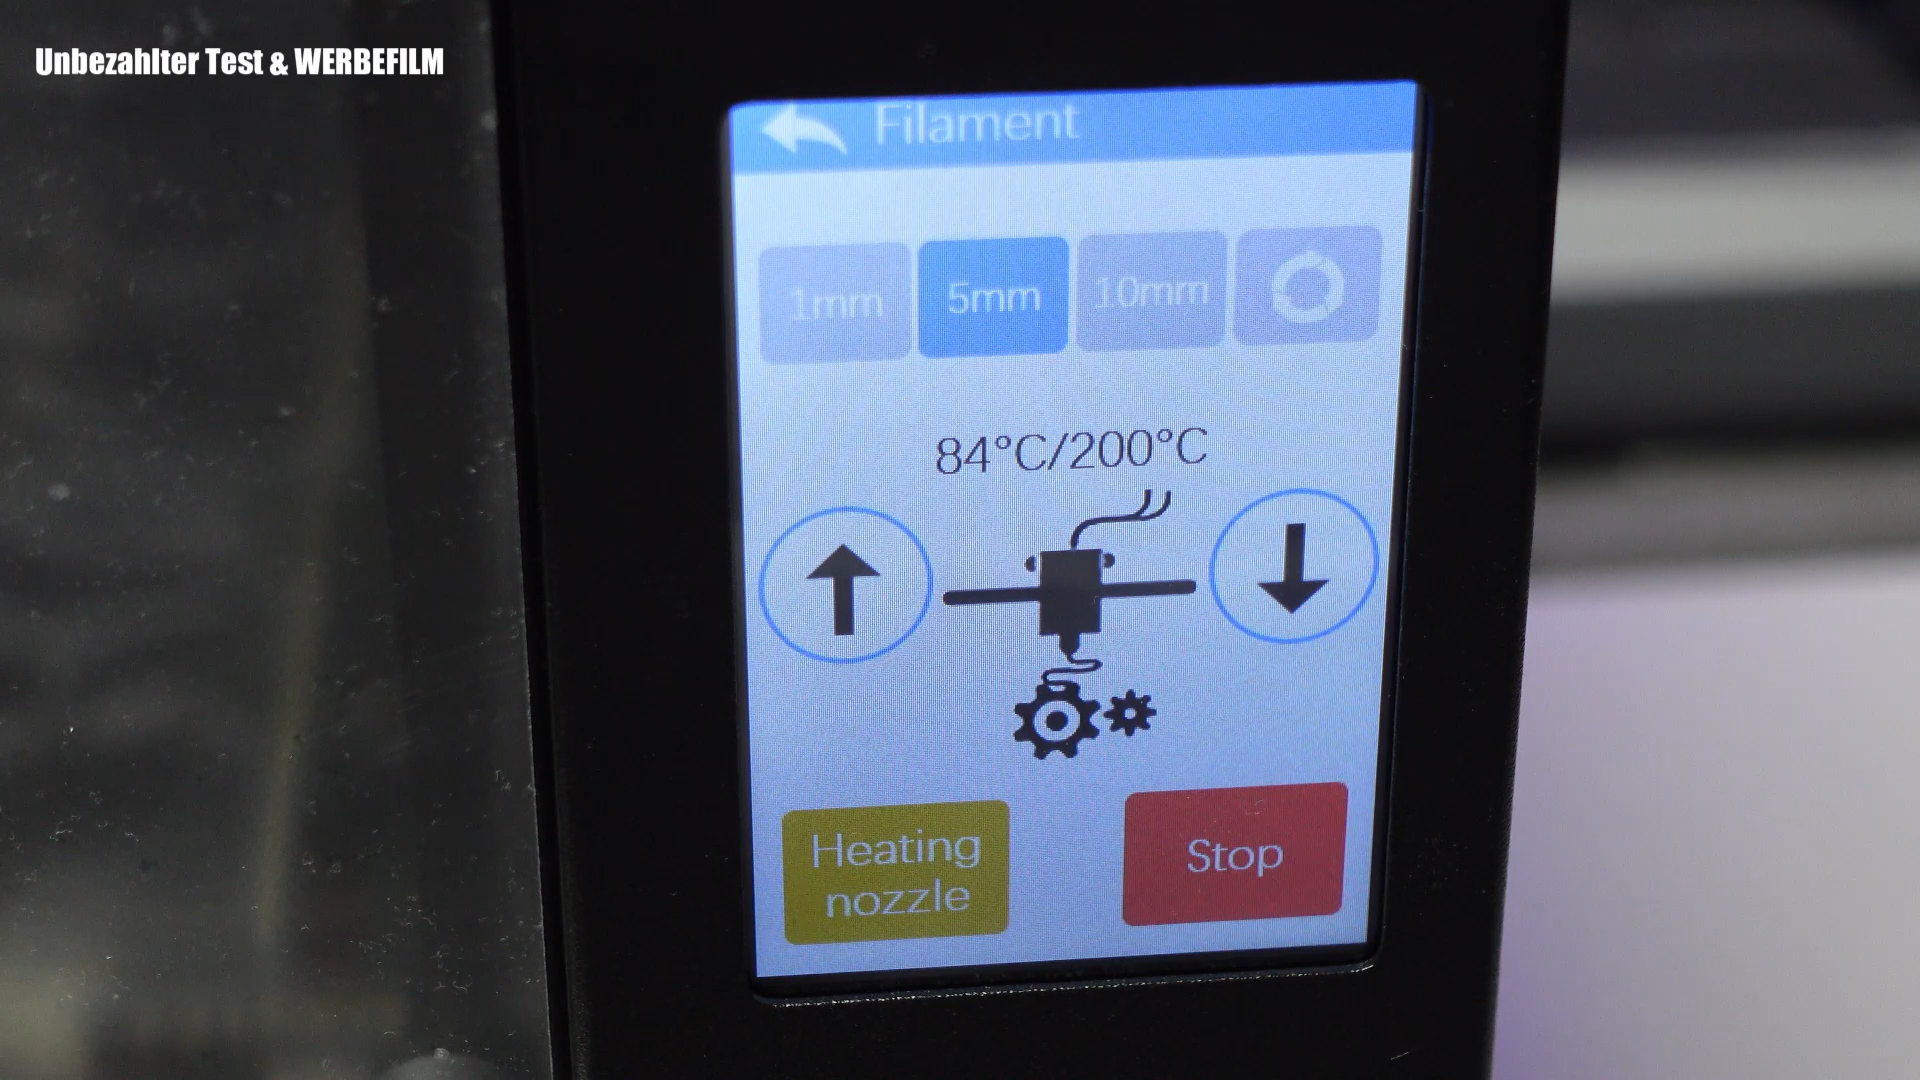 Unbezahlter Test & WERBEFILM
Filament
1mm 5mm 10mm
84°C/200°C
Heating
nozzle
Stop